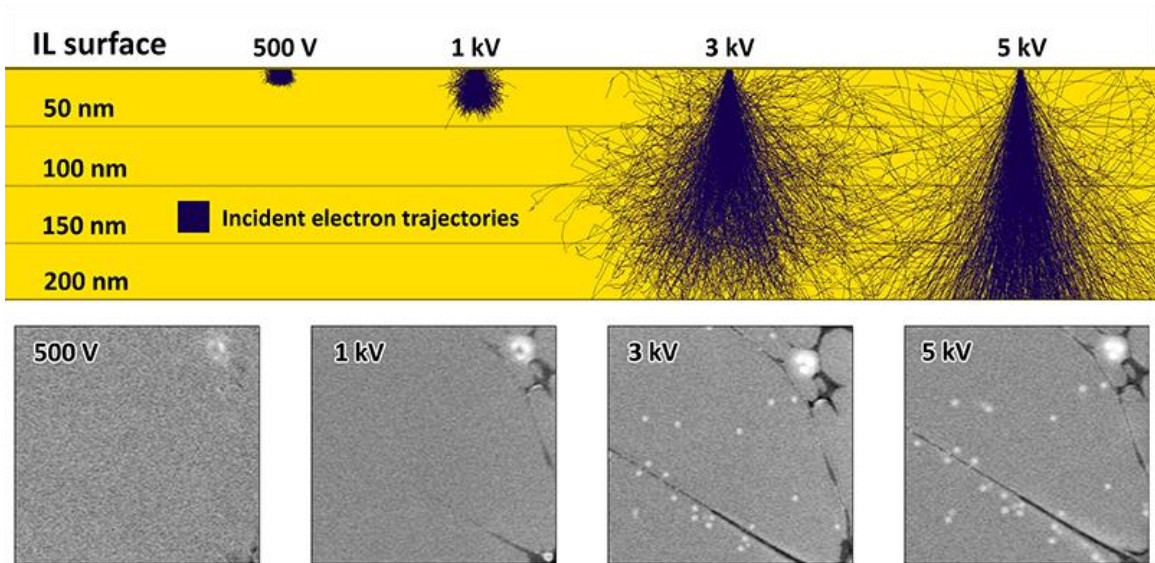 IL surface 500 V 1 kV 3 kV 5 kV
50 nm
100 nm
150 nm
Incident electron trajectories
200 nm
500 V 1 kV 3 kV 5 kV